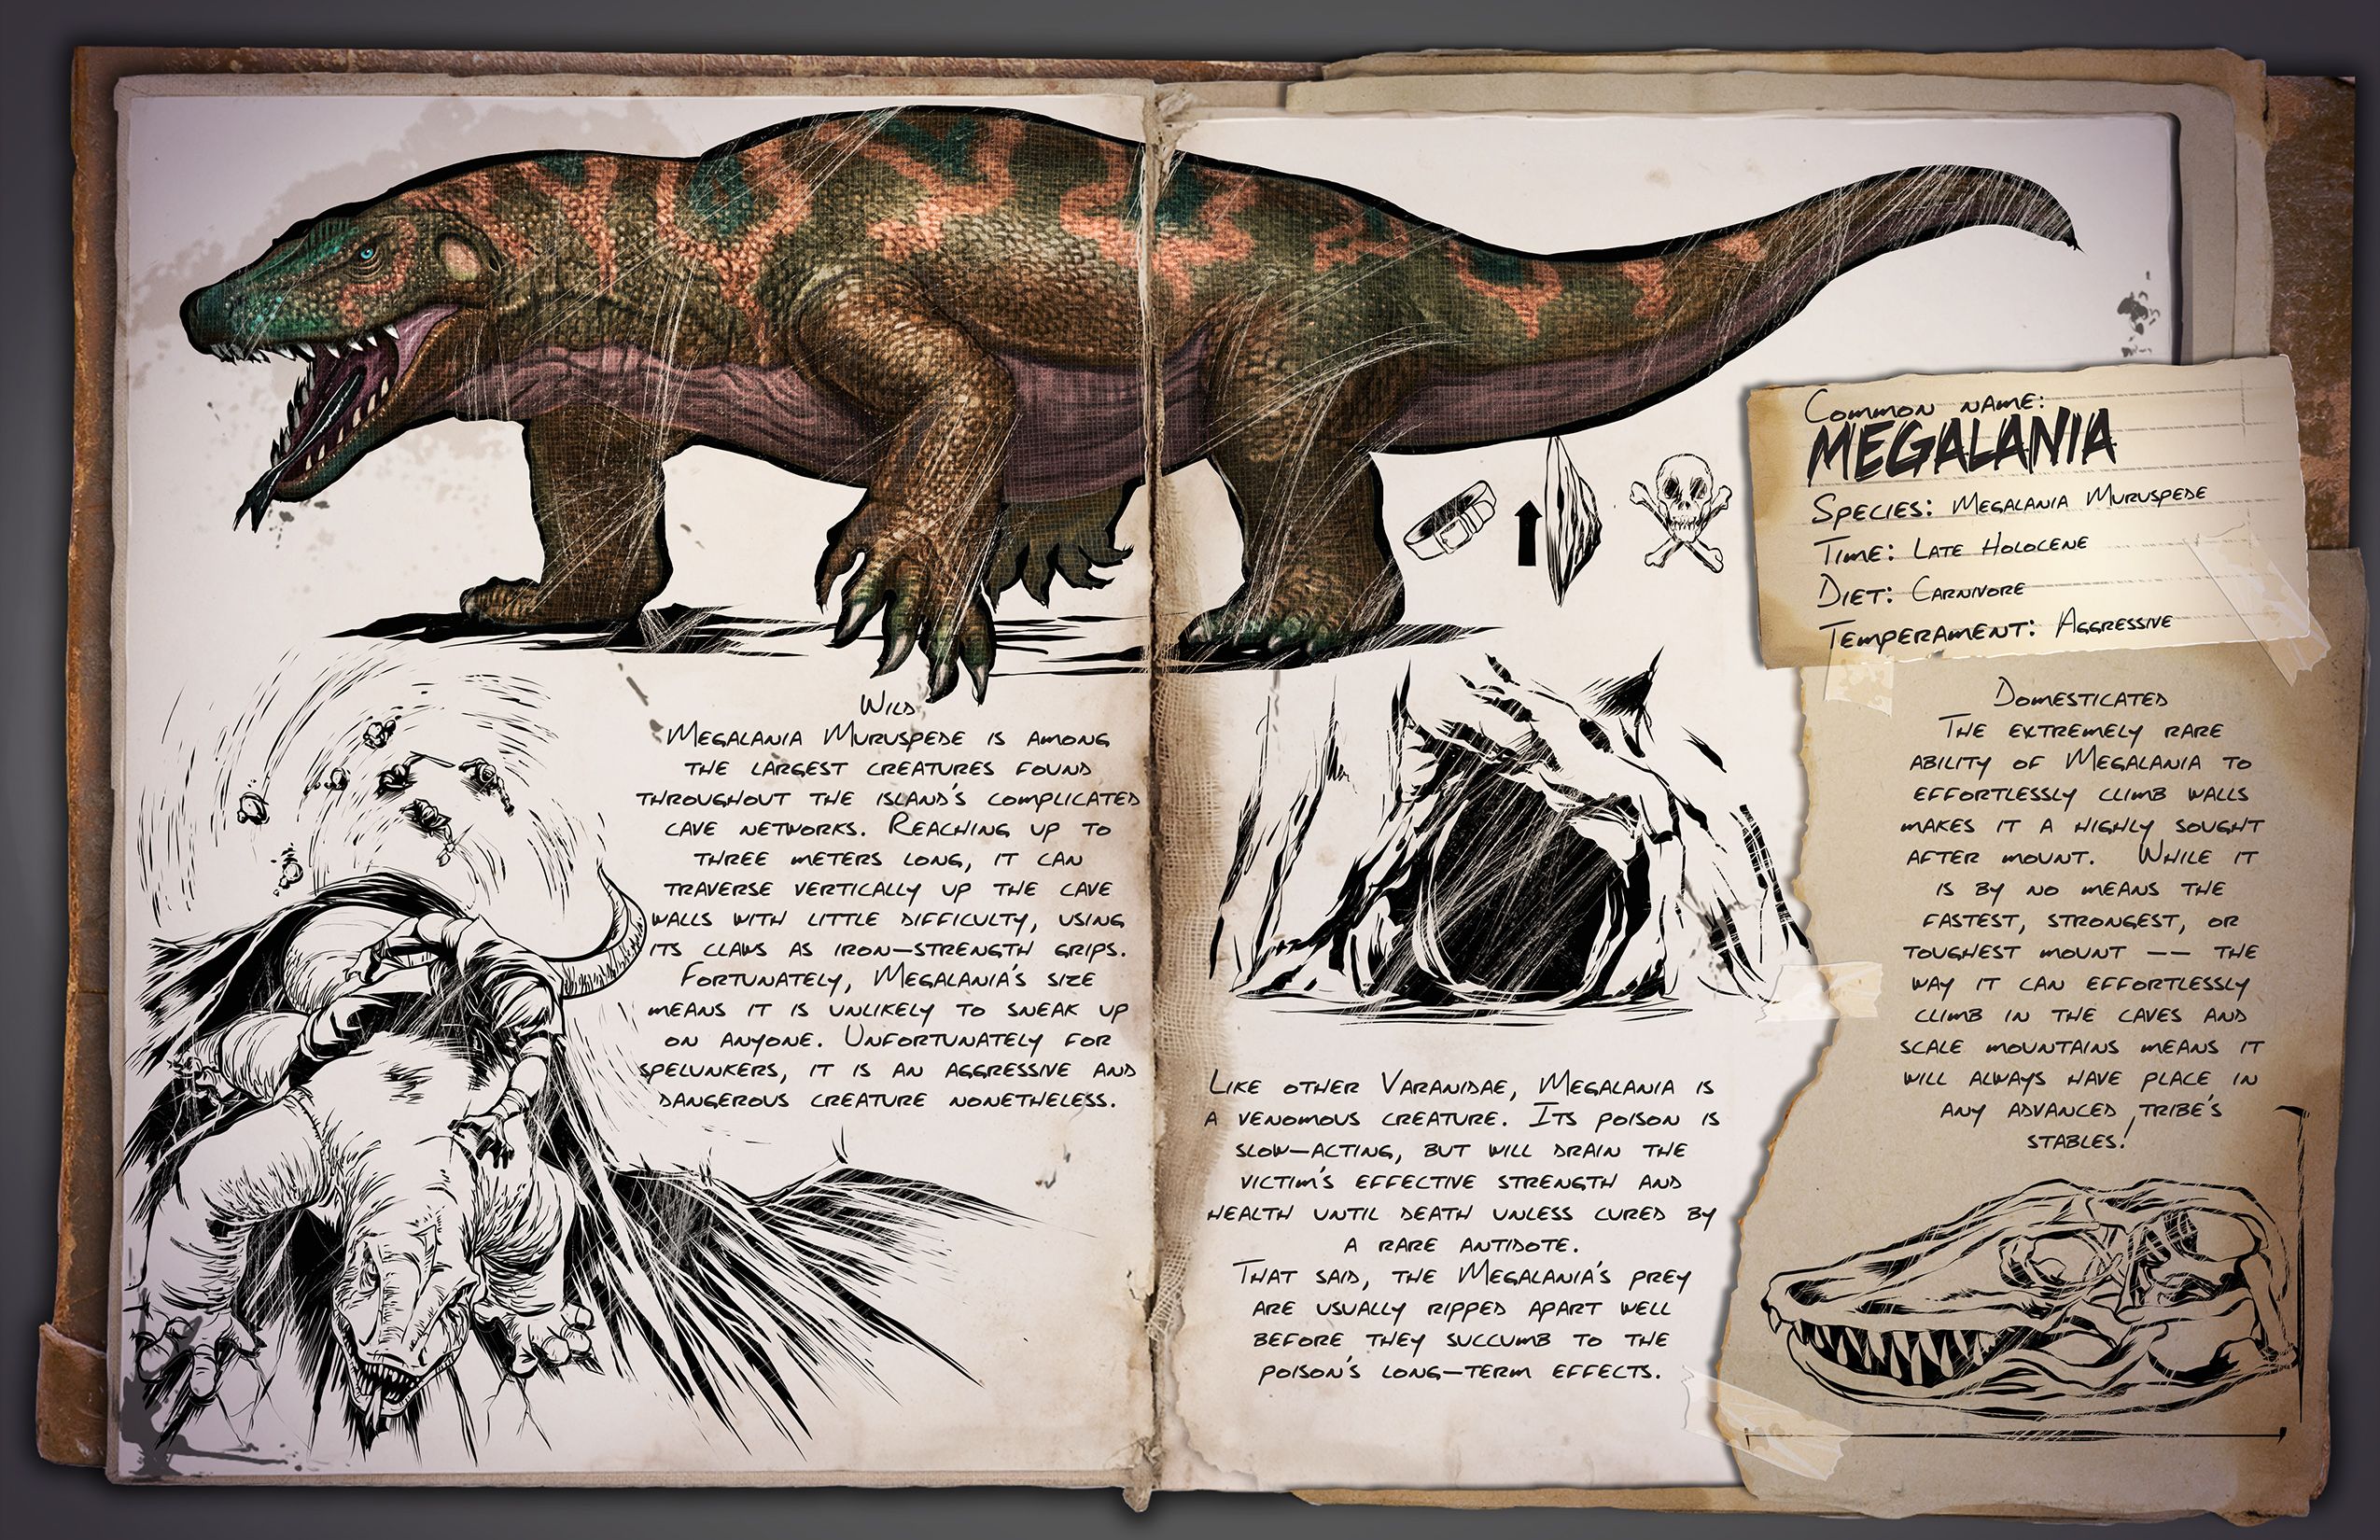 Common name:
MEGALANIA
Species: Megalania Muruspede
Time: Late Holocene
Diet: Carnivore
Temperament: Aggressive
Wild
Megalania Muruspede is among
the largest creatures found
throughout the island's complicated
cave networks. Reaching up to
three meters long, it can
traverse vertically up the cave
walls with little difficulty, using
its claws as iron-strength grips.
Fortunately, Megalania's size
means it is unlikely to sneak up
on anyone. Unfortunately for
spelunkers, it is an aggressive and
dangerous creature nonetheless.
Like other Varanidae, Megalania is
a venomous creature. Its poison is
slow-acting, but will drain the
victim's effective strength and
health until death unless cured by
a rare antidote.
That said, the Megalania's prey
are usually ripped apart well
before they succumb to the
poison's long-term effects.
Domesticated
The extremely rare
ability of Megalania to
effortlessly climb walls
makes it a highly sought
after mount. While it
is by no means the
fastest, strongest, or
toughest mount -- the
way it can effortlessly
climb in the caves and
scale mountains means it
will always have place in
any advanced tribe's
stables!